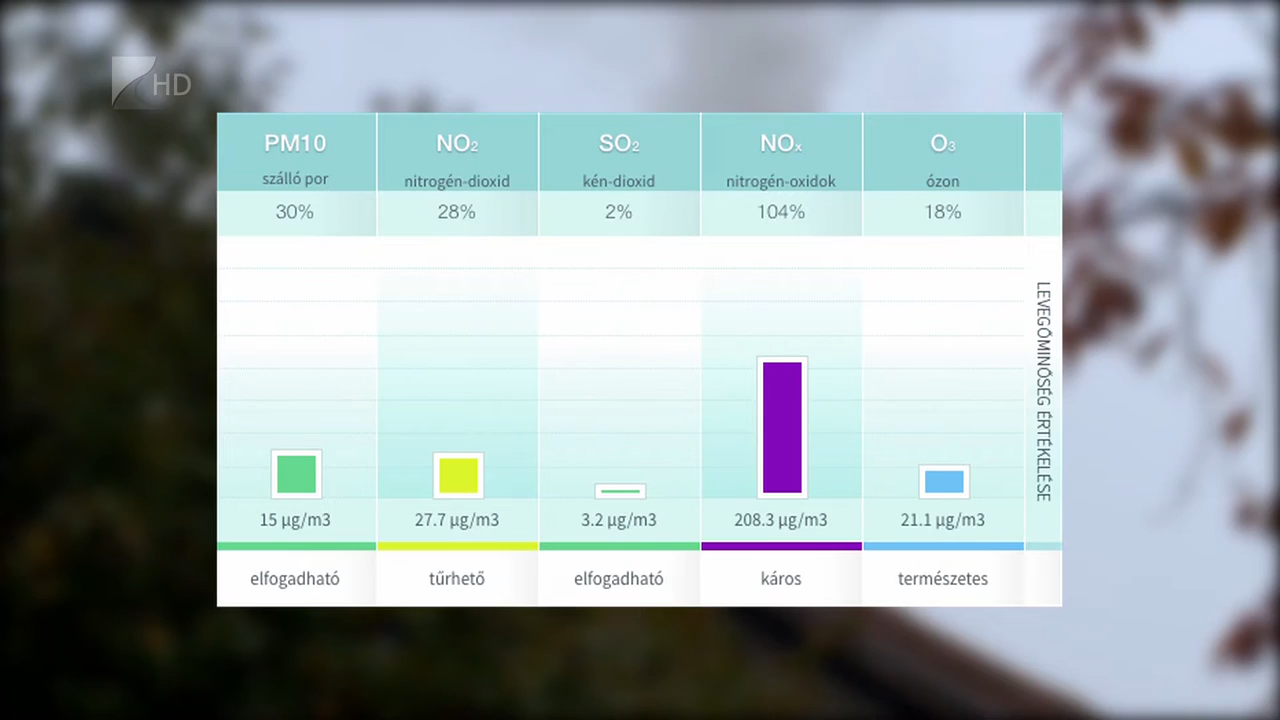 HD
PM10 NO₂ SO₂ NOₓ O₃
szálló por nitrogén-dioxid kén-dioxid nitrogén-oxidok ózon
30% 28% 2% 104% 18%
LEVEGŐMINŐSÉG ÉRTÉKELÉSE
15 µg/m3 27.7 µg/m3 3.2 µg/m3 208.3 µg/m3 21.1 µg/m3
elfogadható tűrhető elfogadható káros természetes